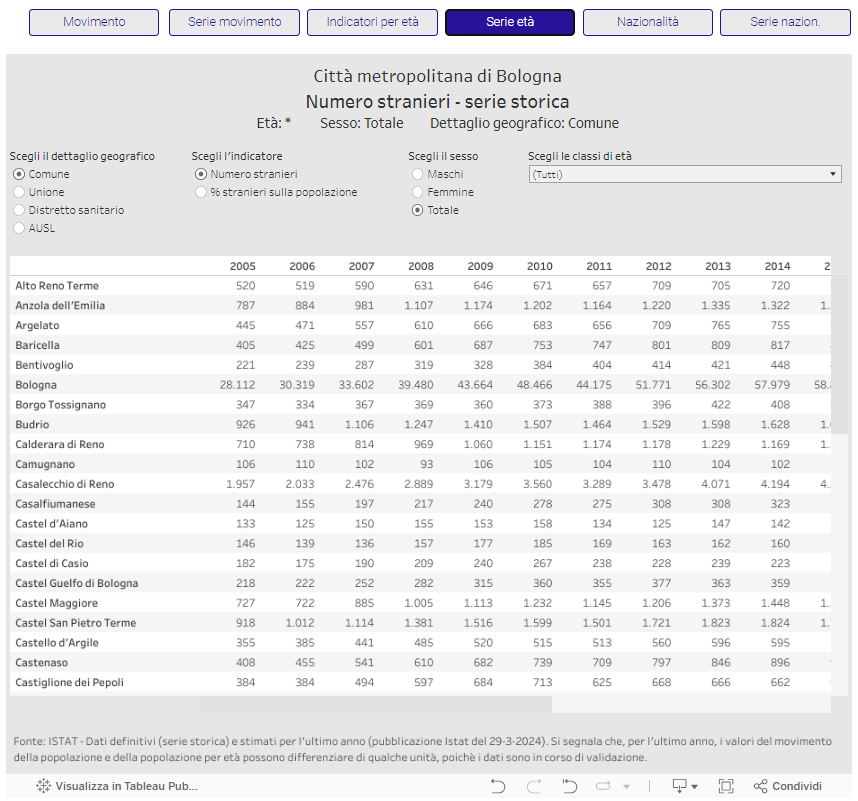 Movimento Serie movimento Indicatori per età Serie età Nazionalità Serie nazion.
Città metropolitana di Bologna
Numero stranieri - serie storica
Età: * Sesso: Totale Dettaglio geografico: Comune
Scegli il dettaglio geografico Scegli l'indicatore Scegli il sesso Scegli le classi di età
Comune Numero stranieri Maschi (Tutti)
Unione % stranieri sulla popolazione Femmine
Distretto sanitario Totale
AUSL
2005 2006 2007 2008 2009 2010 2011 2012 2013 2014
Alto Reno Terme 520 519 590 631 646 671 657 709 705 720
Anzola dell'Emilia 787 884 981 1.107 1.174 1.202 1.164 1.220 1.335 1.322
Argelato 445 471 557 610 666 683 656 709 765 755
Baricella 405 425 499 601 687 753 747 801 809 817
Bentivoglio 221 239 287 319 328 384 404 414 421 448
Bologna 28.112 30.319 33.602 39.480 43.664 48.466 44.175 51.771 56.302 57.979
Borgo Tossignano 347 334 367 369 360 373 388 396 422 408
Budrio 926 941 1.106 1.247 1.410 1.507 1.464 1.529 1.598 1.628
Calderara di Reno 710 738 814 969 1.060 1.151 1.174 1.178 1.229 1.169
Camugnano 106 110 102 93 106 105 104 110 104 102
Casalecchio di Reno 1.957 2.033 2.476 2.889 3.179 3.560 3.289 3.478 4.071 4.194
Casalfiumanese 144 155 197 217 240 278 275 308 308 323
Castel d'Aiano 133 125 150 155 153 158 134 125 147 142
Castel del Rio 146 139 136 157 177 185 169 163 162 160
Castel di Casio 182 175 190 209 240 267 238 228 239 223
Castel Guelfo di Bologna 218 222 252 282 315 360 355 377 363 359
Castel Maggiore 727 722 885 1.005 1.113 1.232 1.145 1.206 1.373 1.448
Castel San Pietro Terme 918 1.012 1.114 1.381 1.516 1.599 1.501 1.721 1.823 1.824
Castello d'Argile 355 385 441 485 520 515 513 560 596 595
Castenaso 408 455 541 610 682 739 709 797 846 896
Castiglione dei Pepoli 384 384 494 597 684 713 625 668 666 662
Fonte: ISTAT - Dati definitivi (serie storica) e stimati per l'ultimo anno (pubblicazione Istat del 29-3-2024). Si segnala che, per l'ultimo anno, i valori del movimento
della popolazione e della popolazione per età possono differenziare di qualche unità, poichè i dati sono in corso di validazione.
Visualizza in Tableau Pub... Condividi